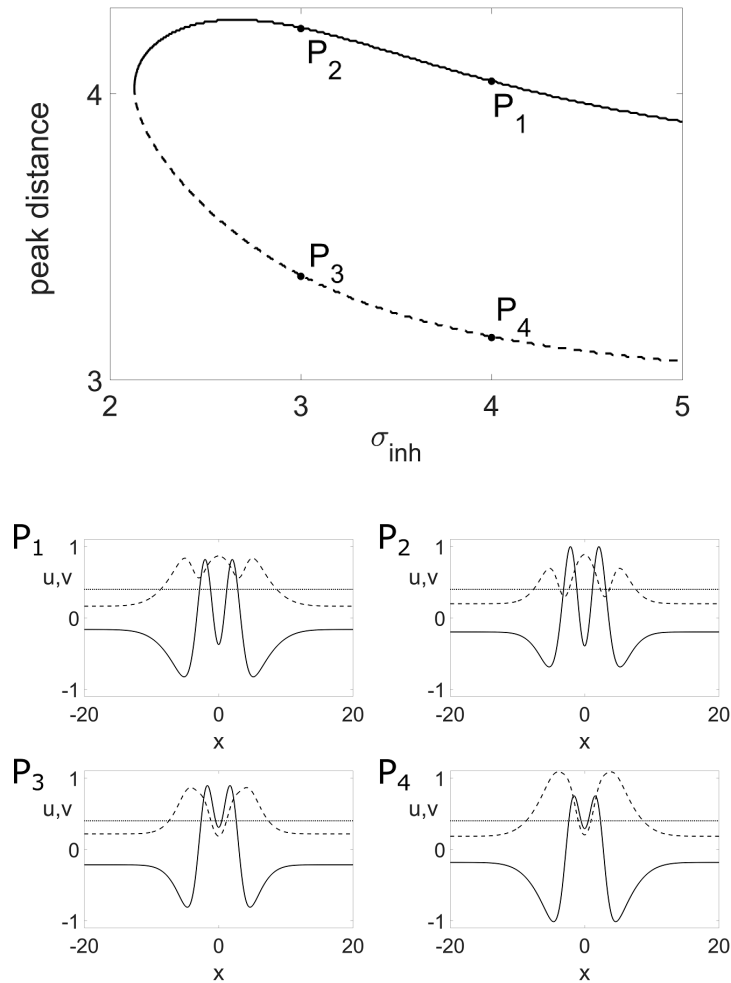 P2
4
P1
peak distance
P3
P4
3
2 3 4 5
σinh
P1 P2
1 1
u,v u,v
0 0
-1 -1
-20 0 20 -20 0 20
x x
P3 P4
1 1
u,v u,v
0 0
-1 -1
-20 0 20 -20 0 20
x x